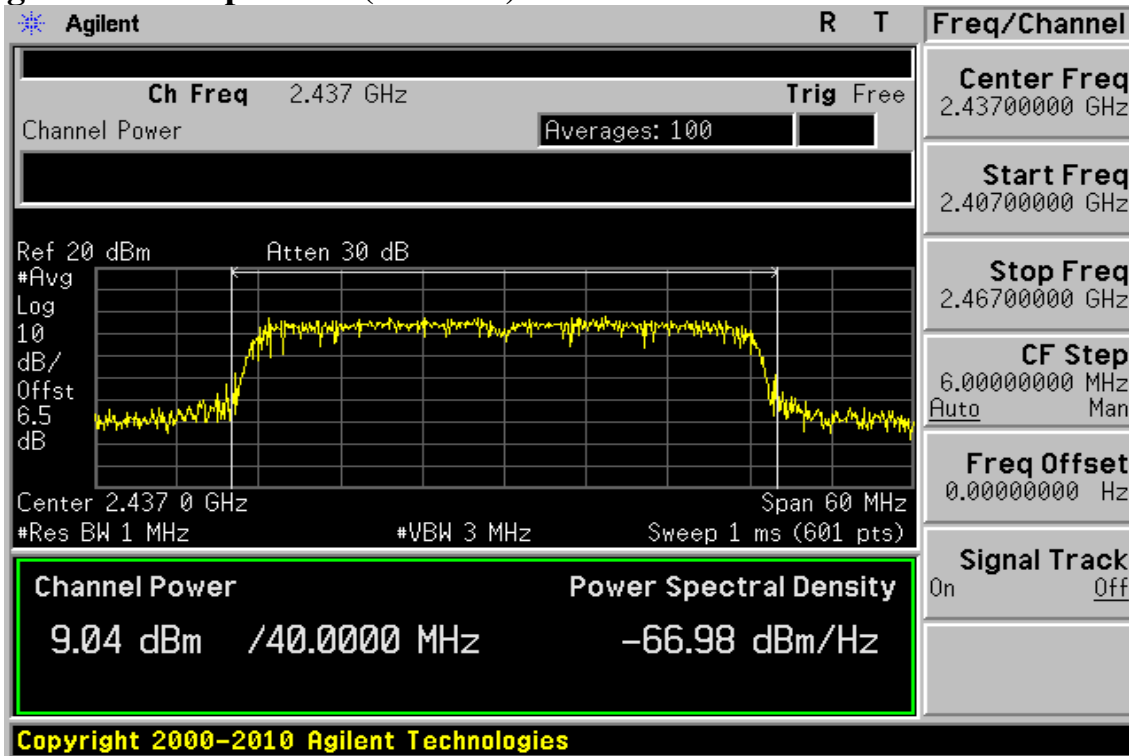 Agilent R T
Ch Freq 2.437 GHz Trig Free
Channel Power Averages: 100
Ref 20 dBm Atten 30 dB
#Avg
Log
10
dB/
Offst
6.5
dB
Center 2.437 0 GHz Span 60 MHz
#Res BW 1 MHz #VBW 3 MHz Sweep 1 ms (601 pts)
Channel Power Power Spectral Density
9.04 dBm /40.0000 MHz -66.98 dBm/Hz
Copyright 2000-2010 Agilent Technologies
Freq/Channel
Center Freq
2.43700000 GHz
Start Freq
2.40700000 GHz
Stop Freq
2.46700000 GHz
CF Step
6.00000000 MHz
Auto Man
Freq Offset
0.00000000 Hz
Signal Track
On Off